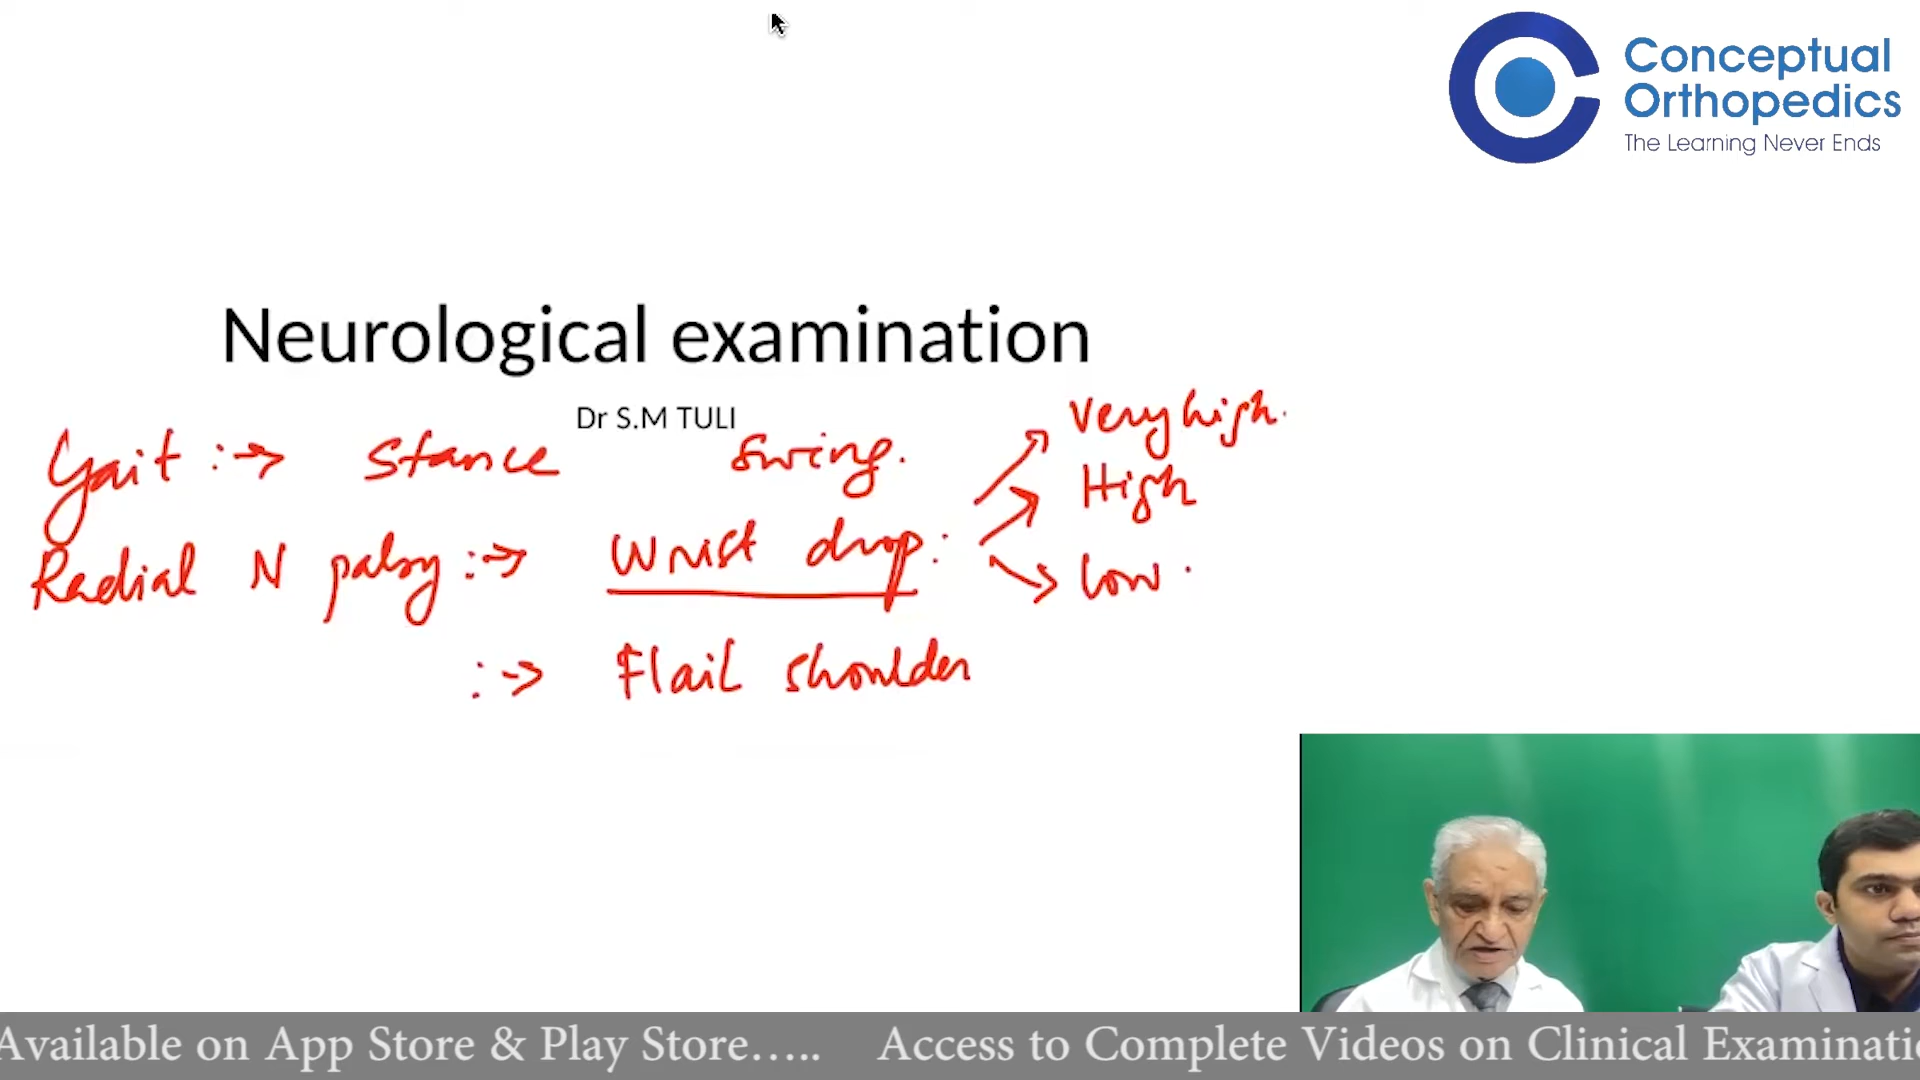 Conceptual
Orthopedics
The Learning Never Ends
Neurological examination
Dr S.M TULI
Gait :→ Stance Swing.
Very high.
High
Radial N palsy :→ Wrist drop :
Low .
:→ Flail shoulder
Available on App Store & Play Store..... Access to Complete Videos on Clinical Examinatio